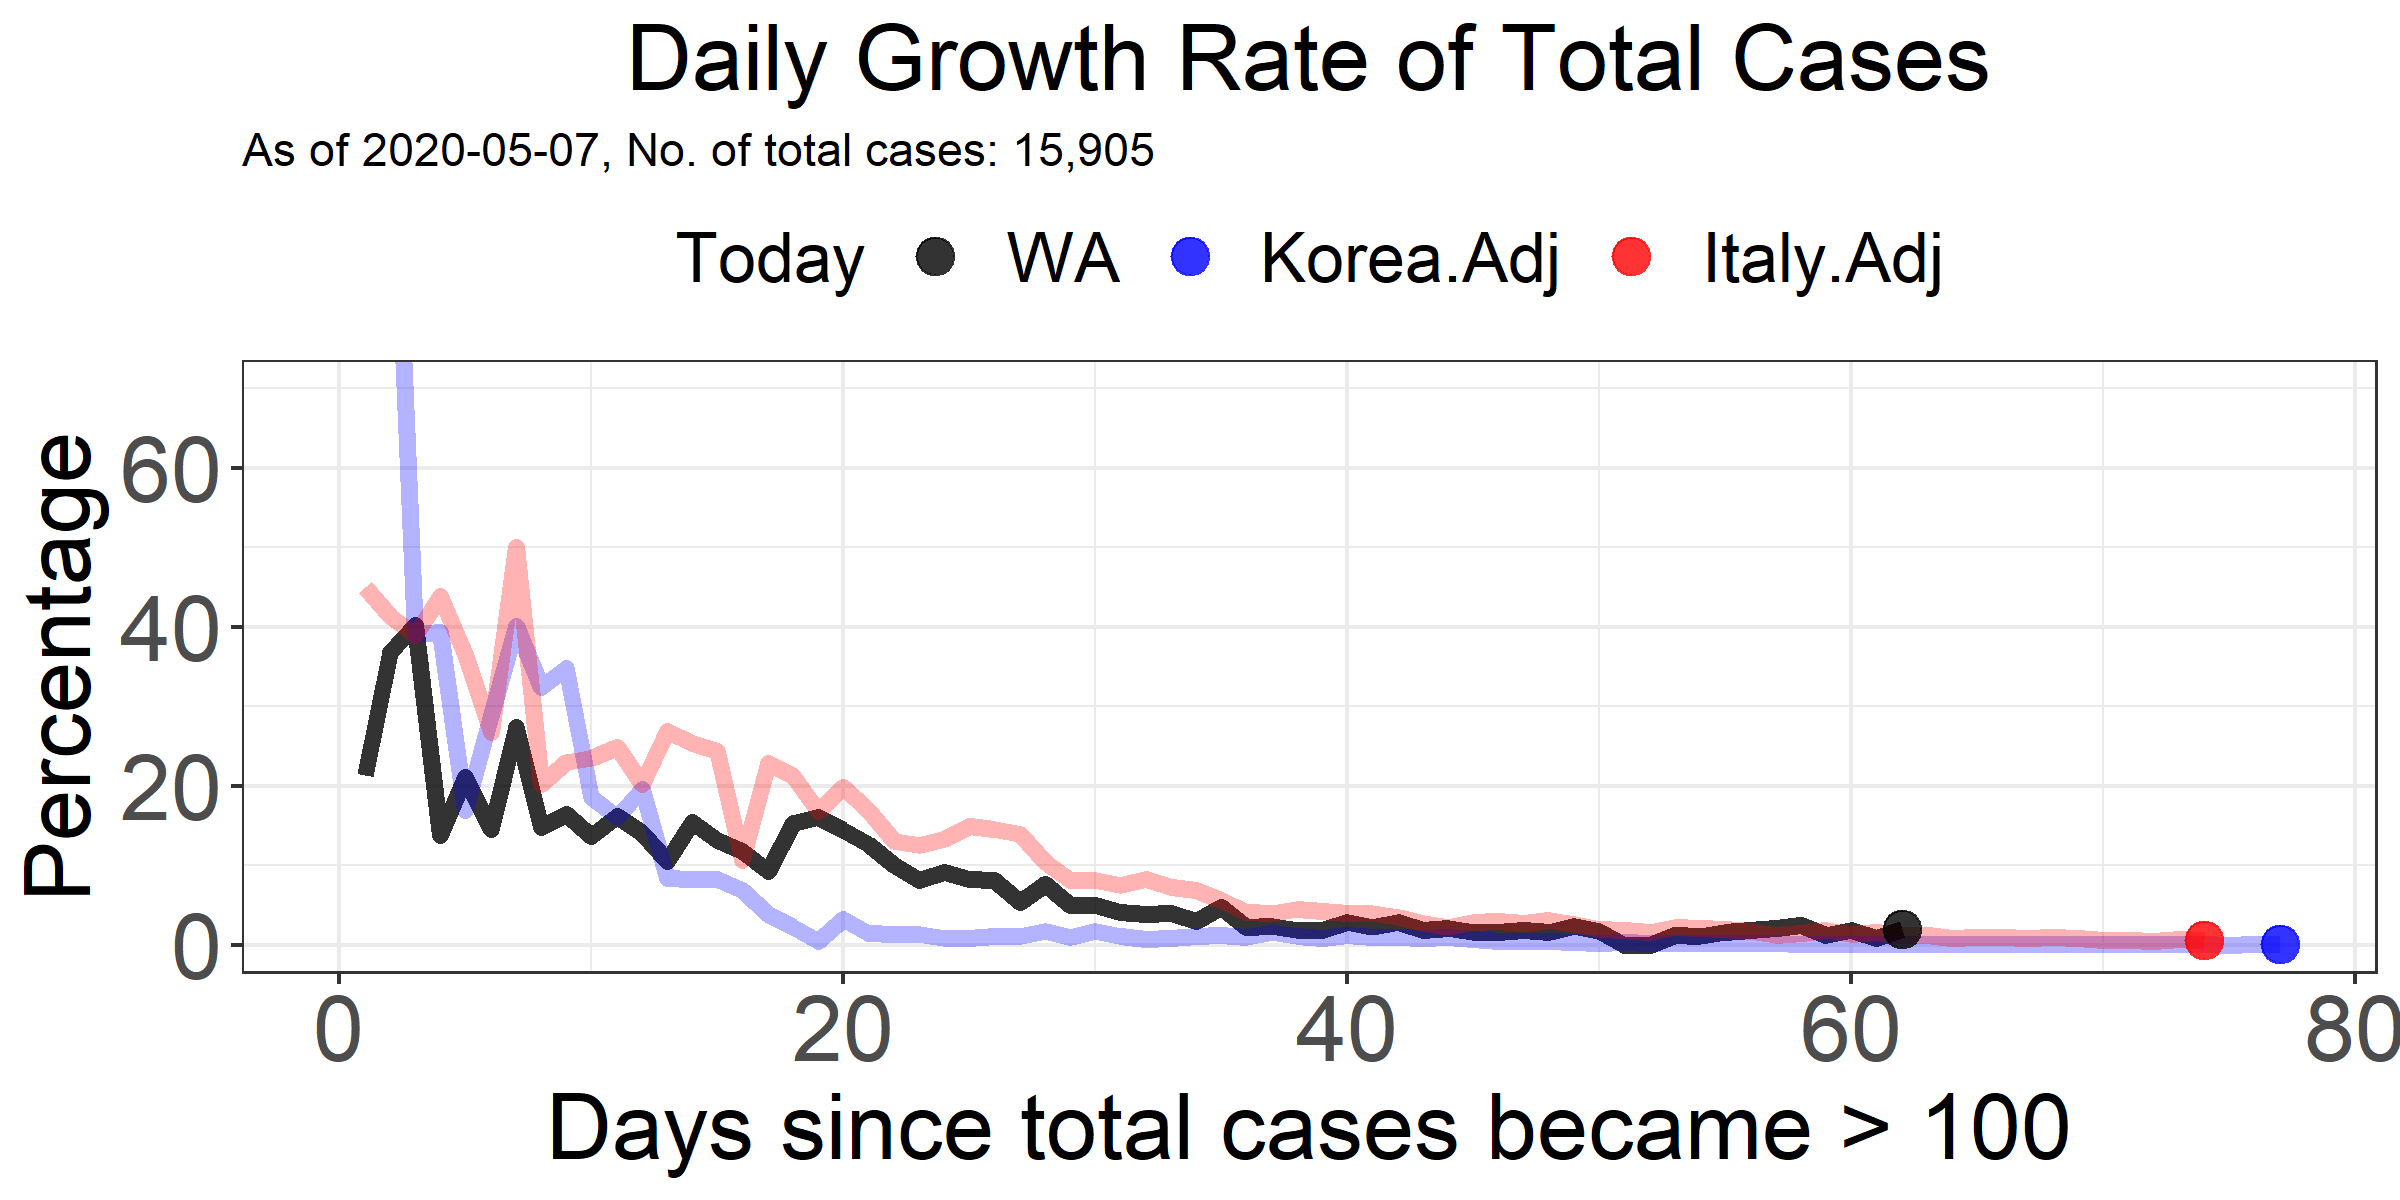 Daily Growth Rate of Total Cases
As of 2020-05-07, No. of total cases: 15,905
Today WA Korea.Adj Italy.Adj
Percentage
60
40
20
0
0 20 40 60 80
Days since total cases became > 100